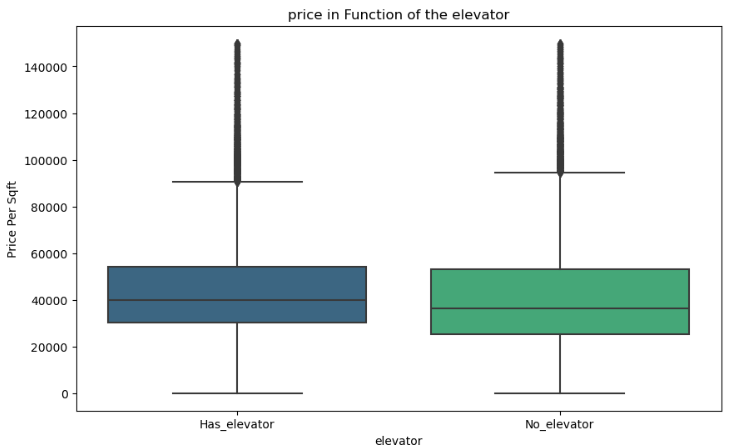 price in Function of the elevator
Price Per Sqft
140000
120000
100000
80000
60000
40000
20000
0
Has_elevator
No_elevator
elevator